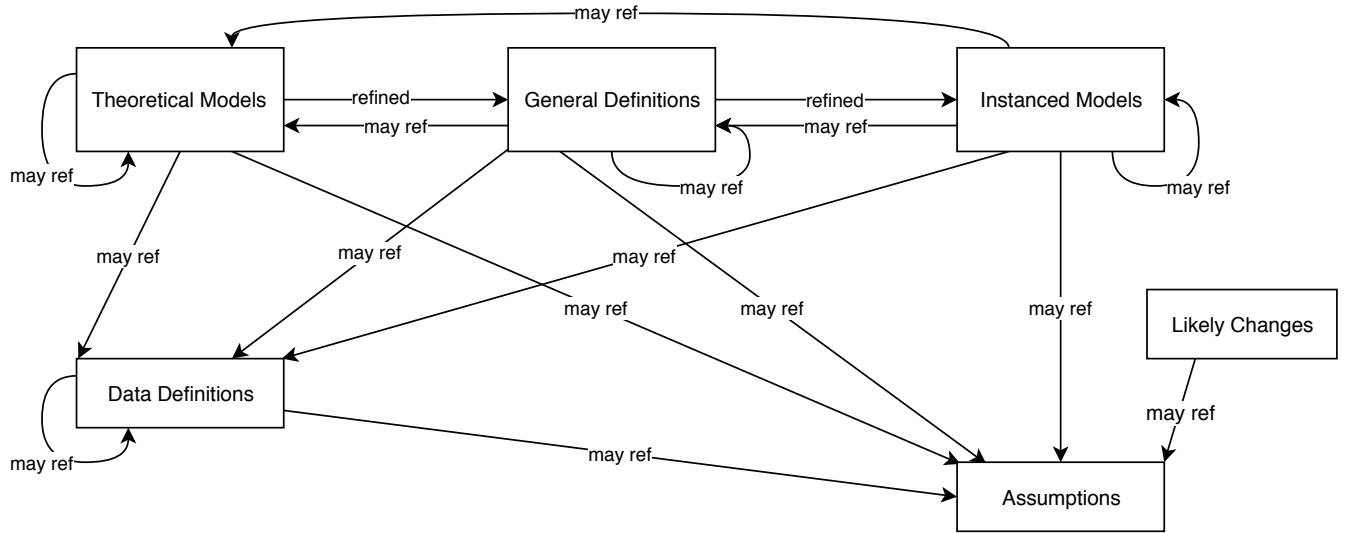 may ref
Theoretical Models
refined
General Definitions
refined
Instanced Models
may ref
may ref
may ref
may ref
may ref
may ref
may ref
may ref
may ref
may ref
may ref
may ref
Likely Changes
Data Definitions
may ref
may ref
may ref
Assumptions